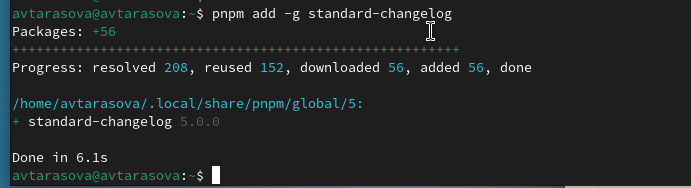 avtarasova@avtarasova:~$ pnpm add -g standard-changelog
Packages: +56
++++++++++++++++++++++++++++++++++++++++++++++++++++++++
Progress: resolved 208, reused 152, downloaded 56, added 56, done
/home/avtarasova/.local/share/pnpm/global/5:
+ standard-changelog 5.0.0
Done in 6.1s
avtarasova@avtarasova:~$